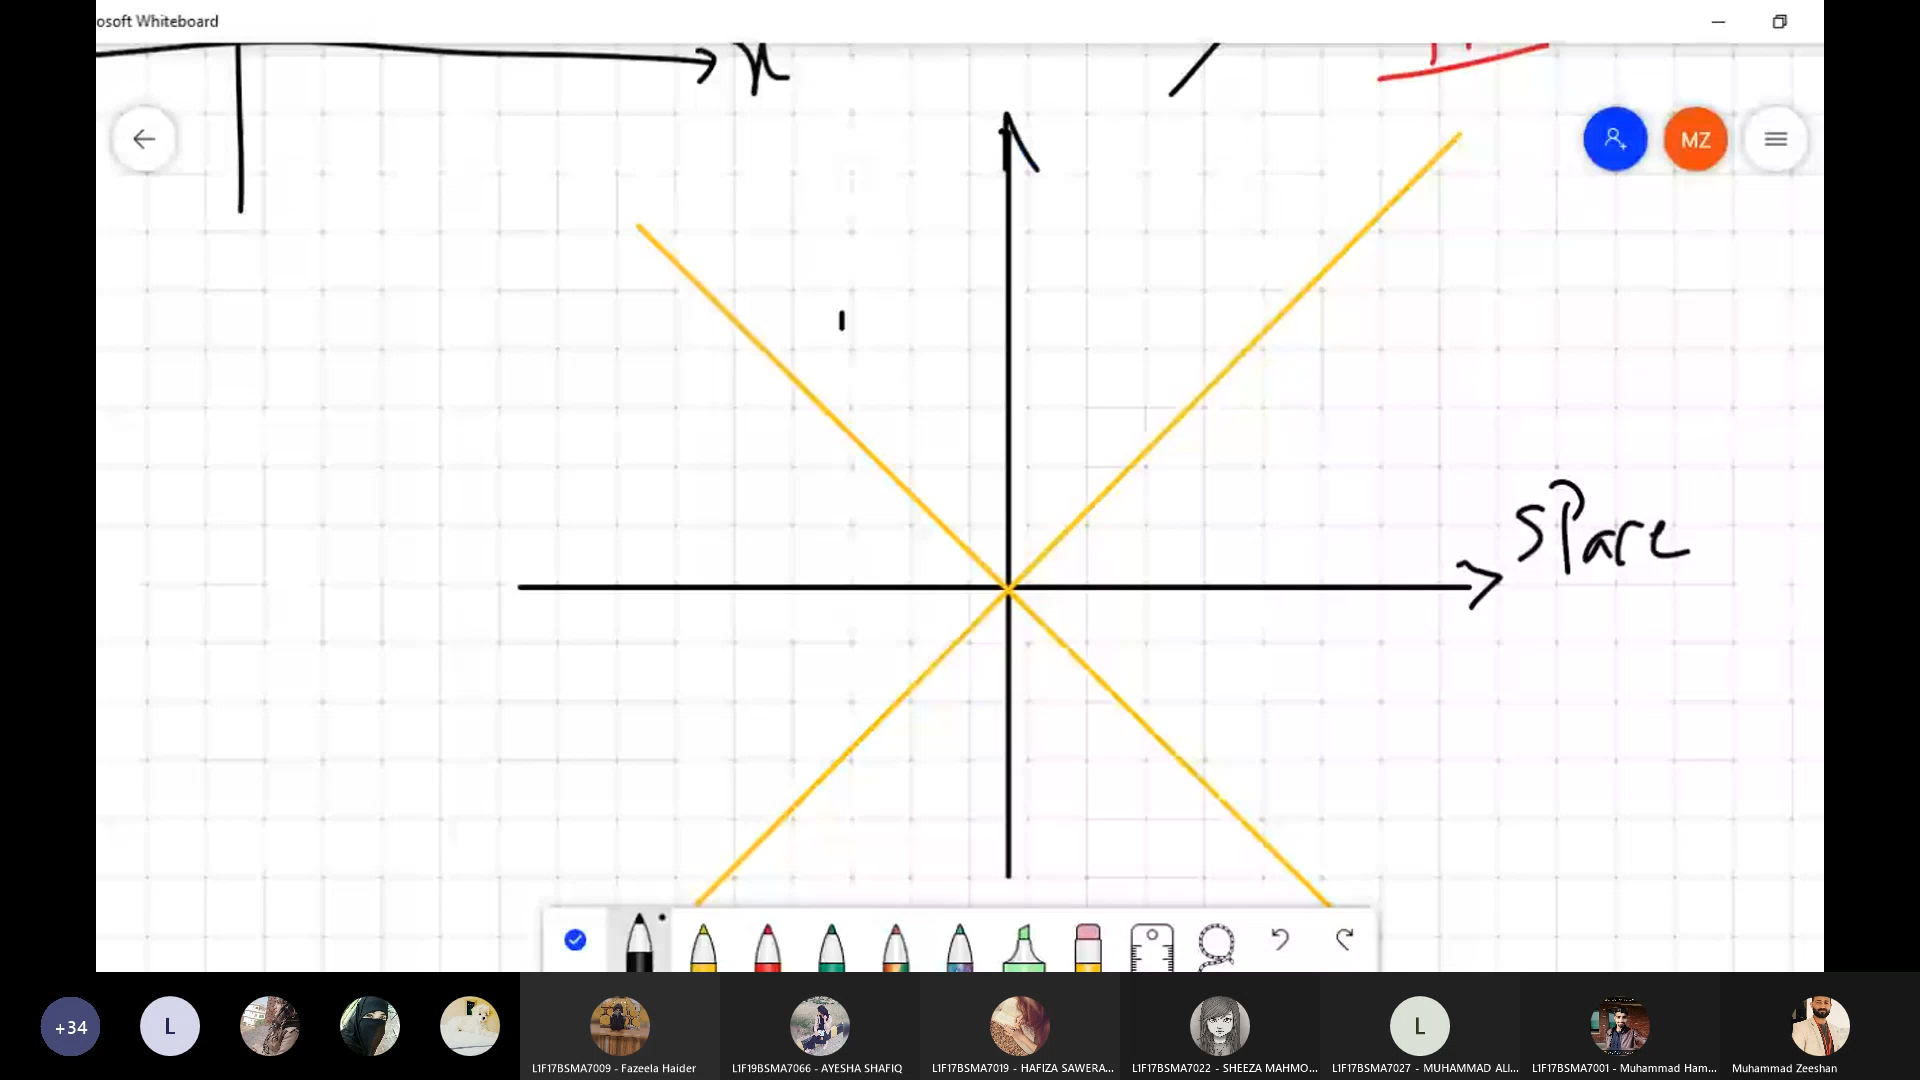 osoft Whiteboard
x
MZ
space
+34
L
L
L1F17BSMA7009 - Fazeela Haider
L1F19BSMA7066 - AYESHA SHAFIQ
L1F17BSMA7019 - HAFIZA SAWERA...
L1F17BSMA7022 - SHEEZA MAHMO...
L1F17BSMA7027 - MUHAMMAD ALI...
L1F17BSMA7001 - Muhammad Ham...
Muhammad Zeeshan